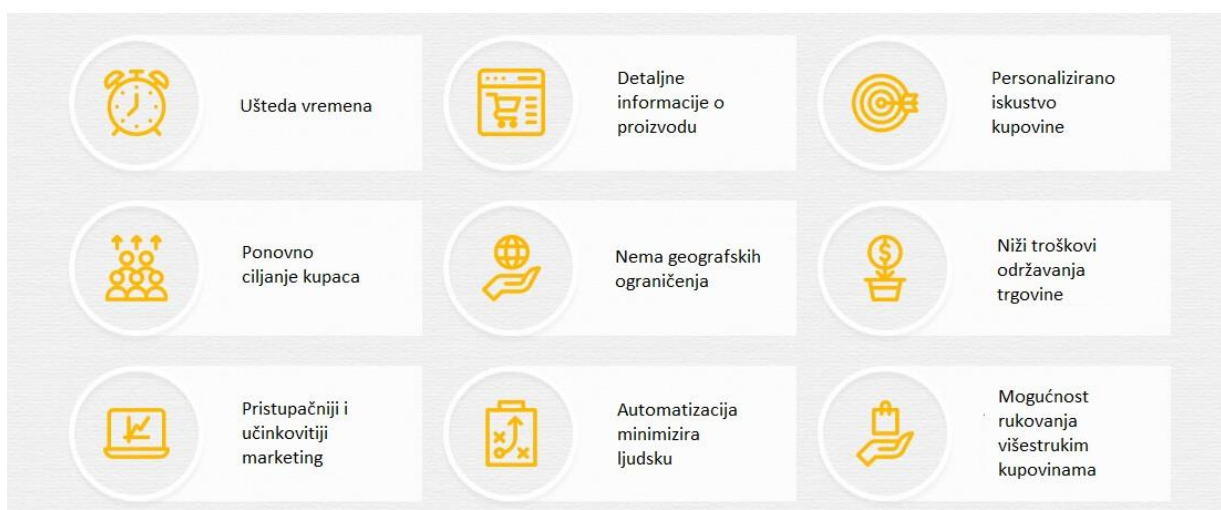 Ušteda vremena
Detaljne
informacije o
proizvodu
Personalizirano
iskustvo
kupovine
Ponovno
ciljanje kupaca
Nema geografskih
ograničenja
Niži troškovi
održavanja
trgovine
Pristupačniji i
učinkovitiji
marketing
Automatizacija
minimizira
ljudsku
Mogućnost
rukovanja
višestrukim
kupovinama